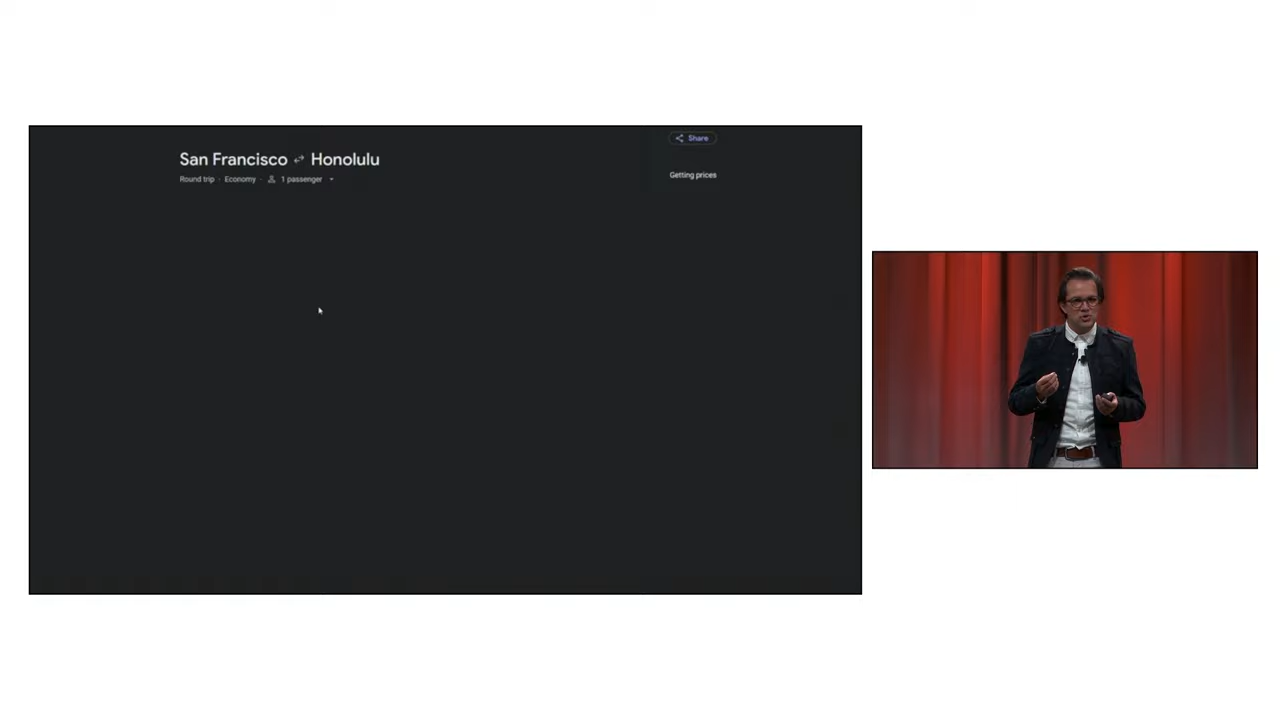 Share
San Francisco ⇄ Honolulu
Getting prices
Round trip · Economy · 1 passenger